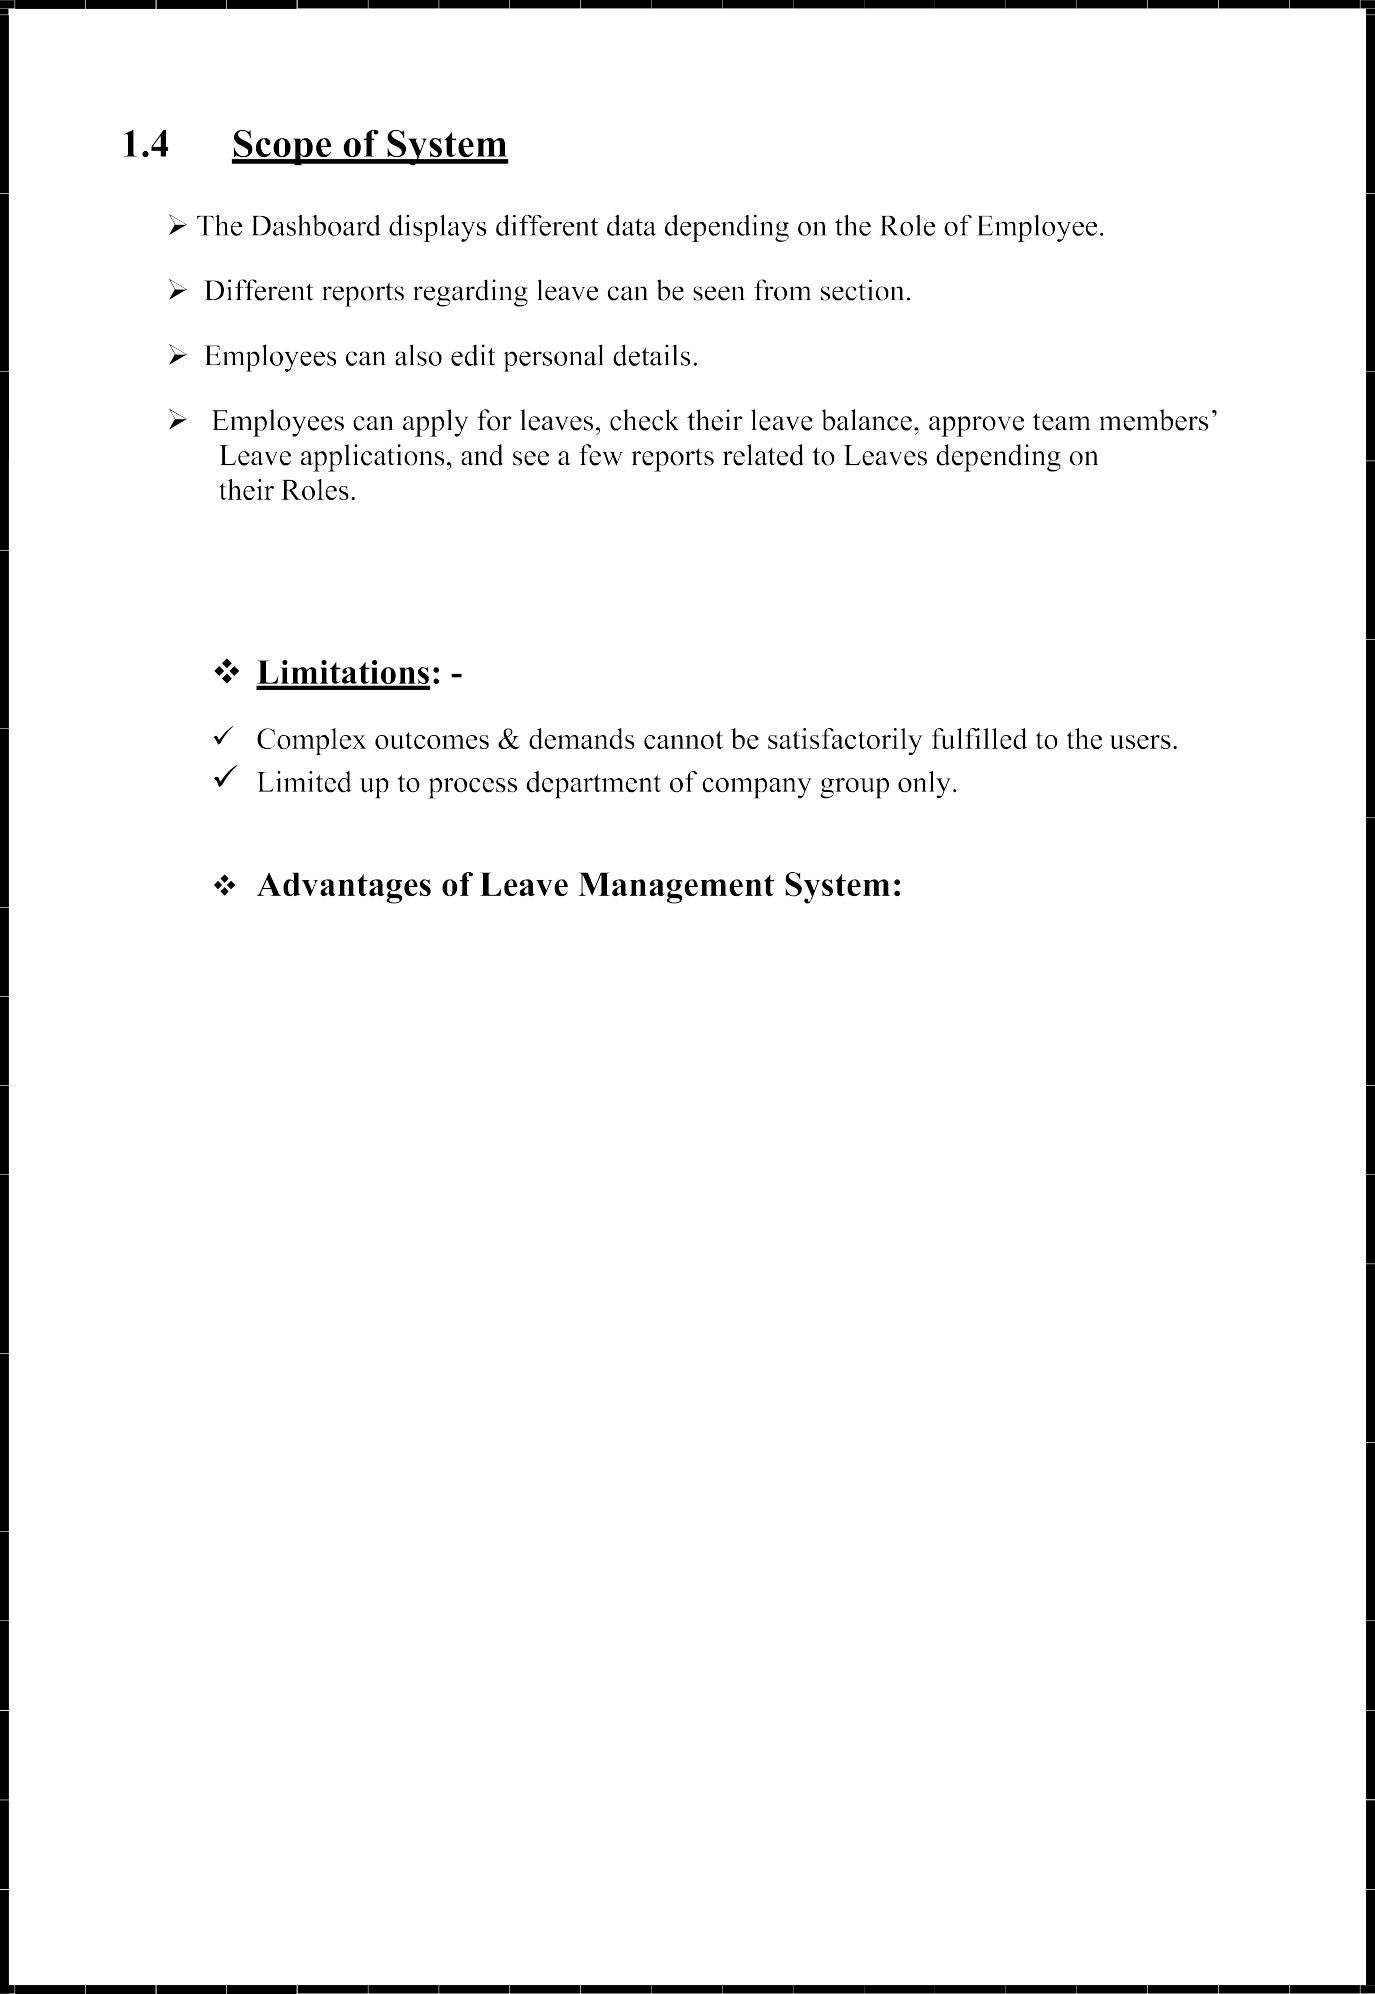 1.4 Scope of System
➢ The Dashboard displays different data depending on the Role of Employee.
➢ Different reports regarding leave can be seen from section.
➢ Employees can also edit personal details.
➢ Employees can apply for leaves, check their leave balance, approve team members’
Leave applications, and see a few reports related to Leaves depending on
their Roles.
❖ Limitations: -
✓ Complex outcomes & demands cannot be satisfactorily fulfilled to the users.
✓ Limited up to process department of company group only.
❖ Advantages of Leave Management System: